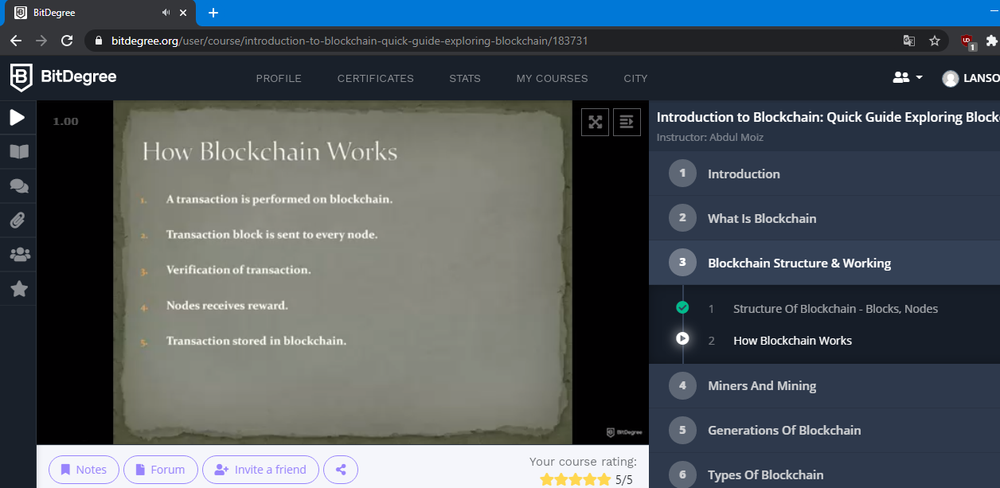 BitDegree
bitdegree.org/user/course/introduction-to-blockchain-quick-guide-exploring-blockchain/183731
1
BitDegree
PROFILE
CERTIFICATES
STATS
MY COURSES
CITY
LANSO
1.00
How Blockchain Works
1. A transaction is performed on blockchain.
2. Transaction block is sent to every node.
3. Verification of transaction.
4. Nodes receives reward.
5. Transaction stored in blockchain.
BitDegree
Introduction to Blockchain: Quick Guide Exploring Block
Instructor: Abdul Moiz
1 Introduction
2 What Is Blockchain
3 Blockchain Structure & Working
1 Structure Of Blockchain - Blocks, Nodes
2 How Blockchain Works
4 Miners And Mining
5 Generations Of Blockchain
6 Types Of Blockchain
Notes
Forum
Invite a friend
Your course rating:
5/5